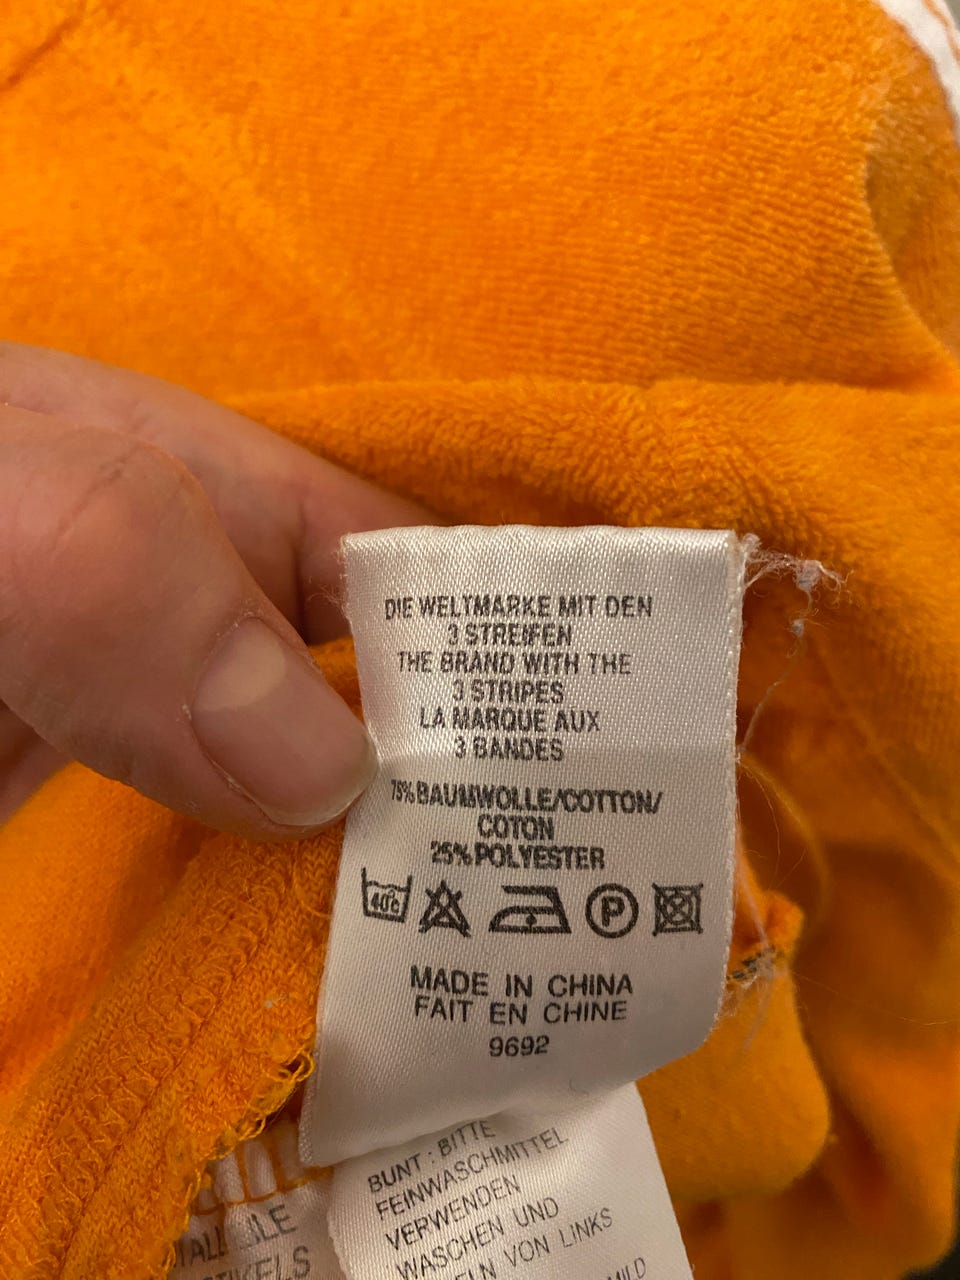 DIE WELTMARKE MIT DEN
3 STREIFEN
THE BRAND WITH THE
3 STRIPES
LA MARQUE AUX
3 BANDES
75% BAUMWOLLE/COTTON/
COTON
25% POLYESTER
40°c
P
MADE IN CHINA
FAIT EN CHINE
9692
BUNT : BITTE
FEINWASCHMITTEL
VERWENDEN
WASCHEN UND
VON LINKS
MILD